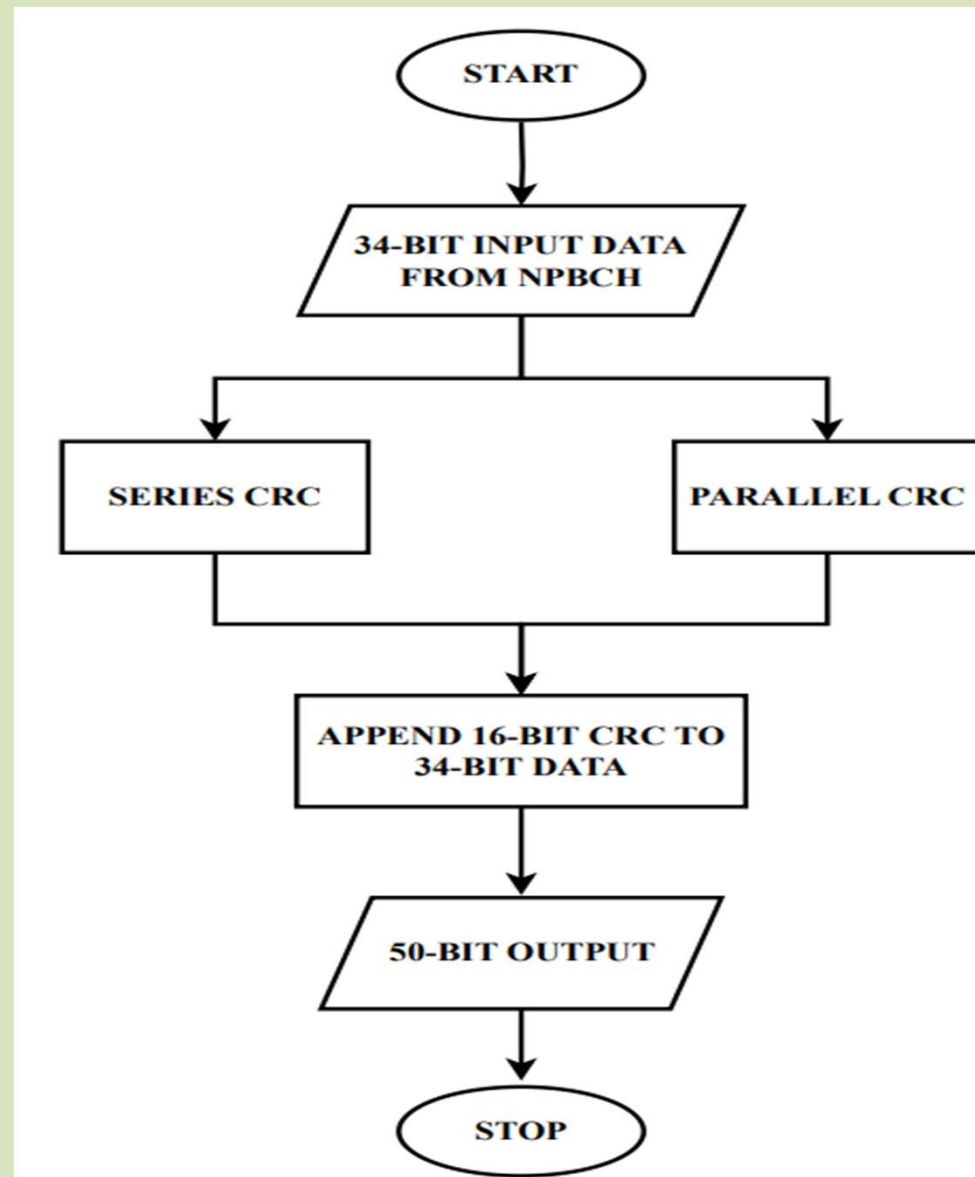 START
34-BIT INPUT DATA
FROM NPBCH
SERIES CRC
PARALLEL CRC
APPEND 16-BIT CRC TO
34-BIT DATA
50-BIT OUTPUT
STOP